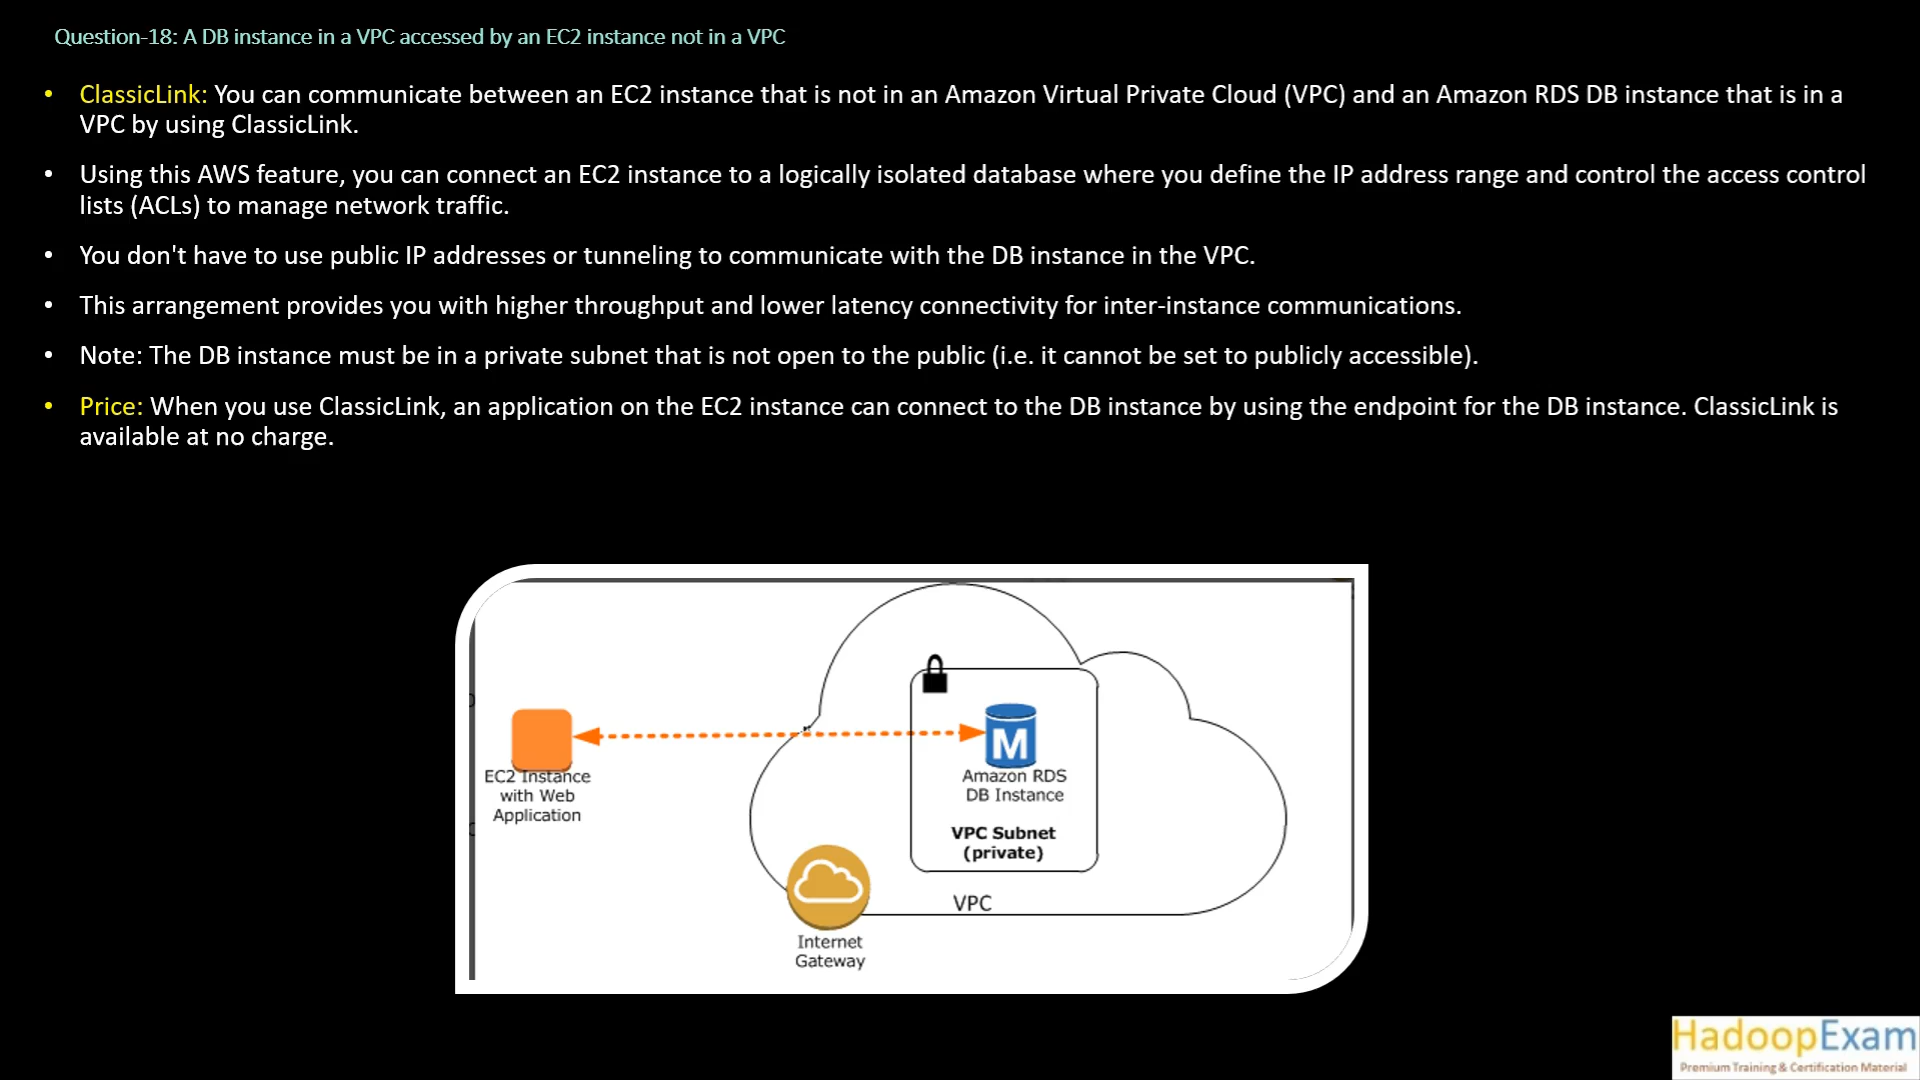 Question-18: A DB instance in a VPC accessed by an EC2 instance not in a VPC
• ClassicLink: You can communicate between an EC2 instance that is not in an Amazon Virtual Private Cloud (VPC) and an Amazon RDS DB instance that is in a
VPC by using ClassicLink.
• Using this AWS feature, you can connect an EC2 instance to a logically isolated database where you define the IP address range and control the access control
lists (ACLs) to manage network traffic.
• You don't have to use public IP addresses or tunneling to communicate with the DB instance in the VPC.
• This arrangement provides you with higher throughput and lower latency connectivity for inter-instance communications.
• Note: The DB instance must be in a private subnet that is not open to the public (i.e. it cannot be set to publicly accessible).
• Price: When you use ClassicLink, an application on the EC2 instance can connect to the DB instance by using the endpoint for the DB instance. ClassicLink is
available at no charge.
M
EC2 Instance
with Web
Application
Amazon RDS
DB Instance
VPC Subnet
(private)
VPC
Internet
Gateway
HadoopExam
Premium Training & Certification Material